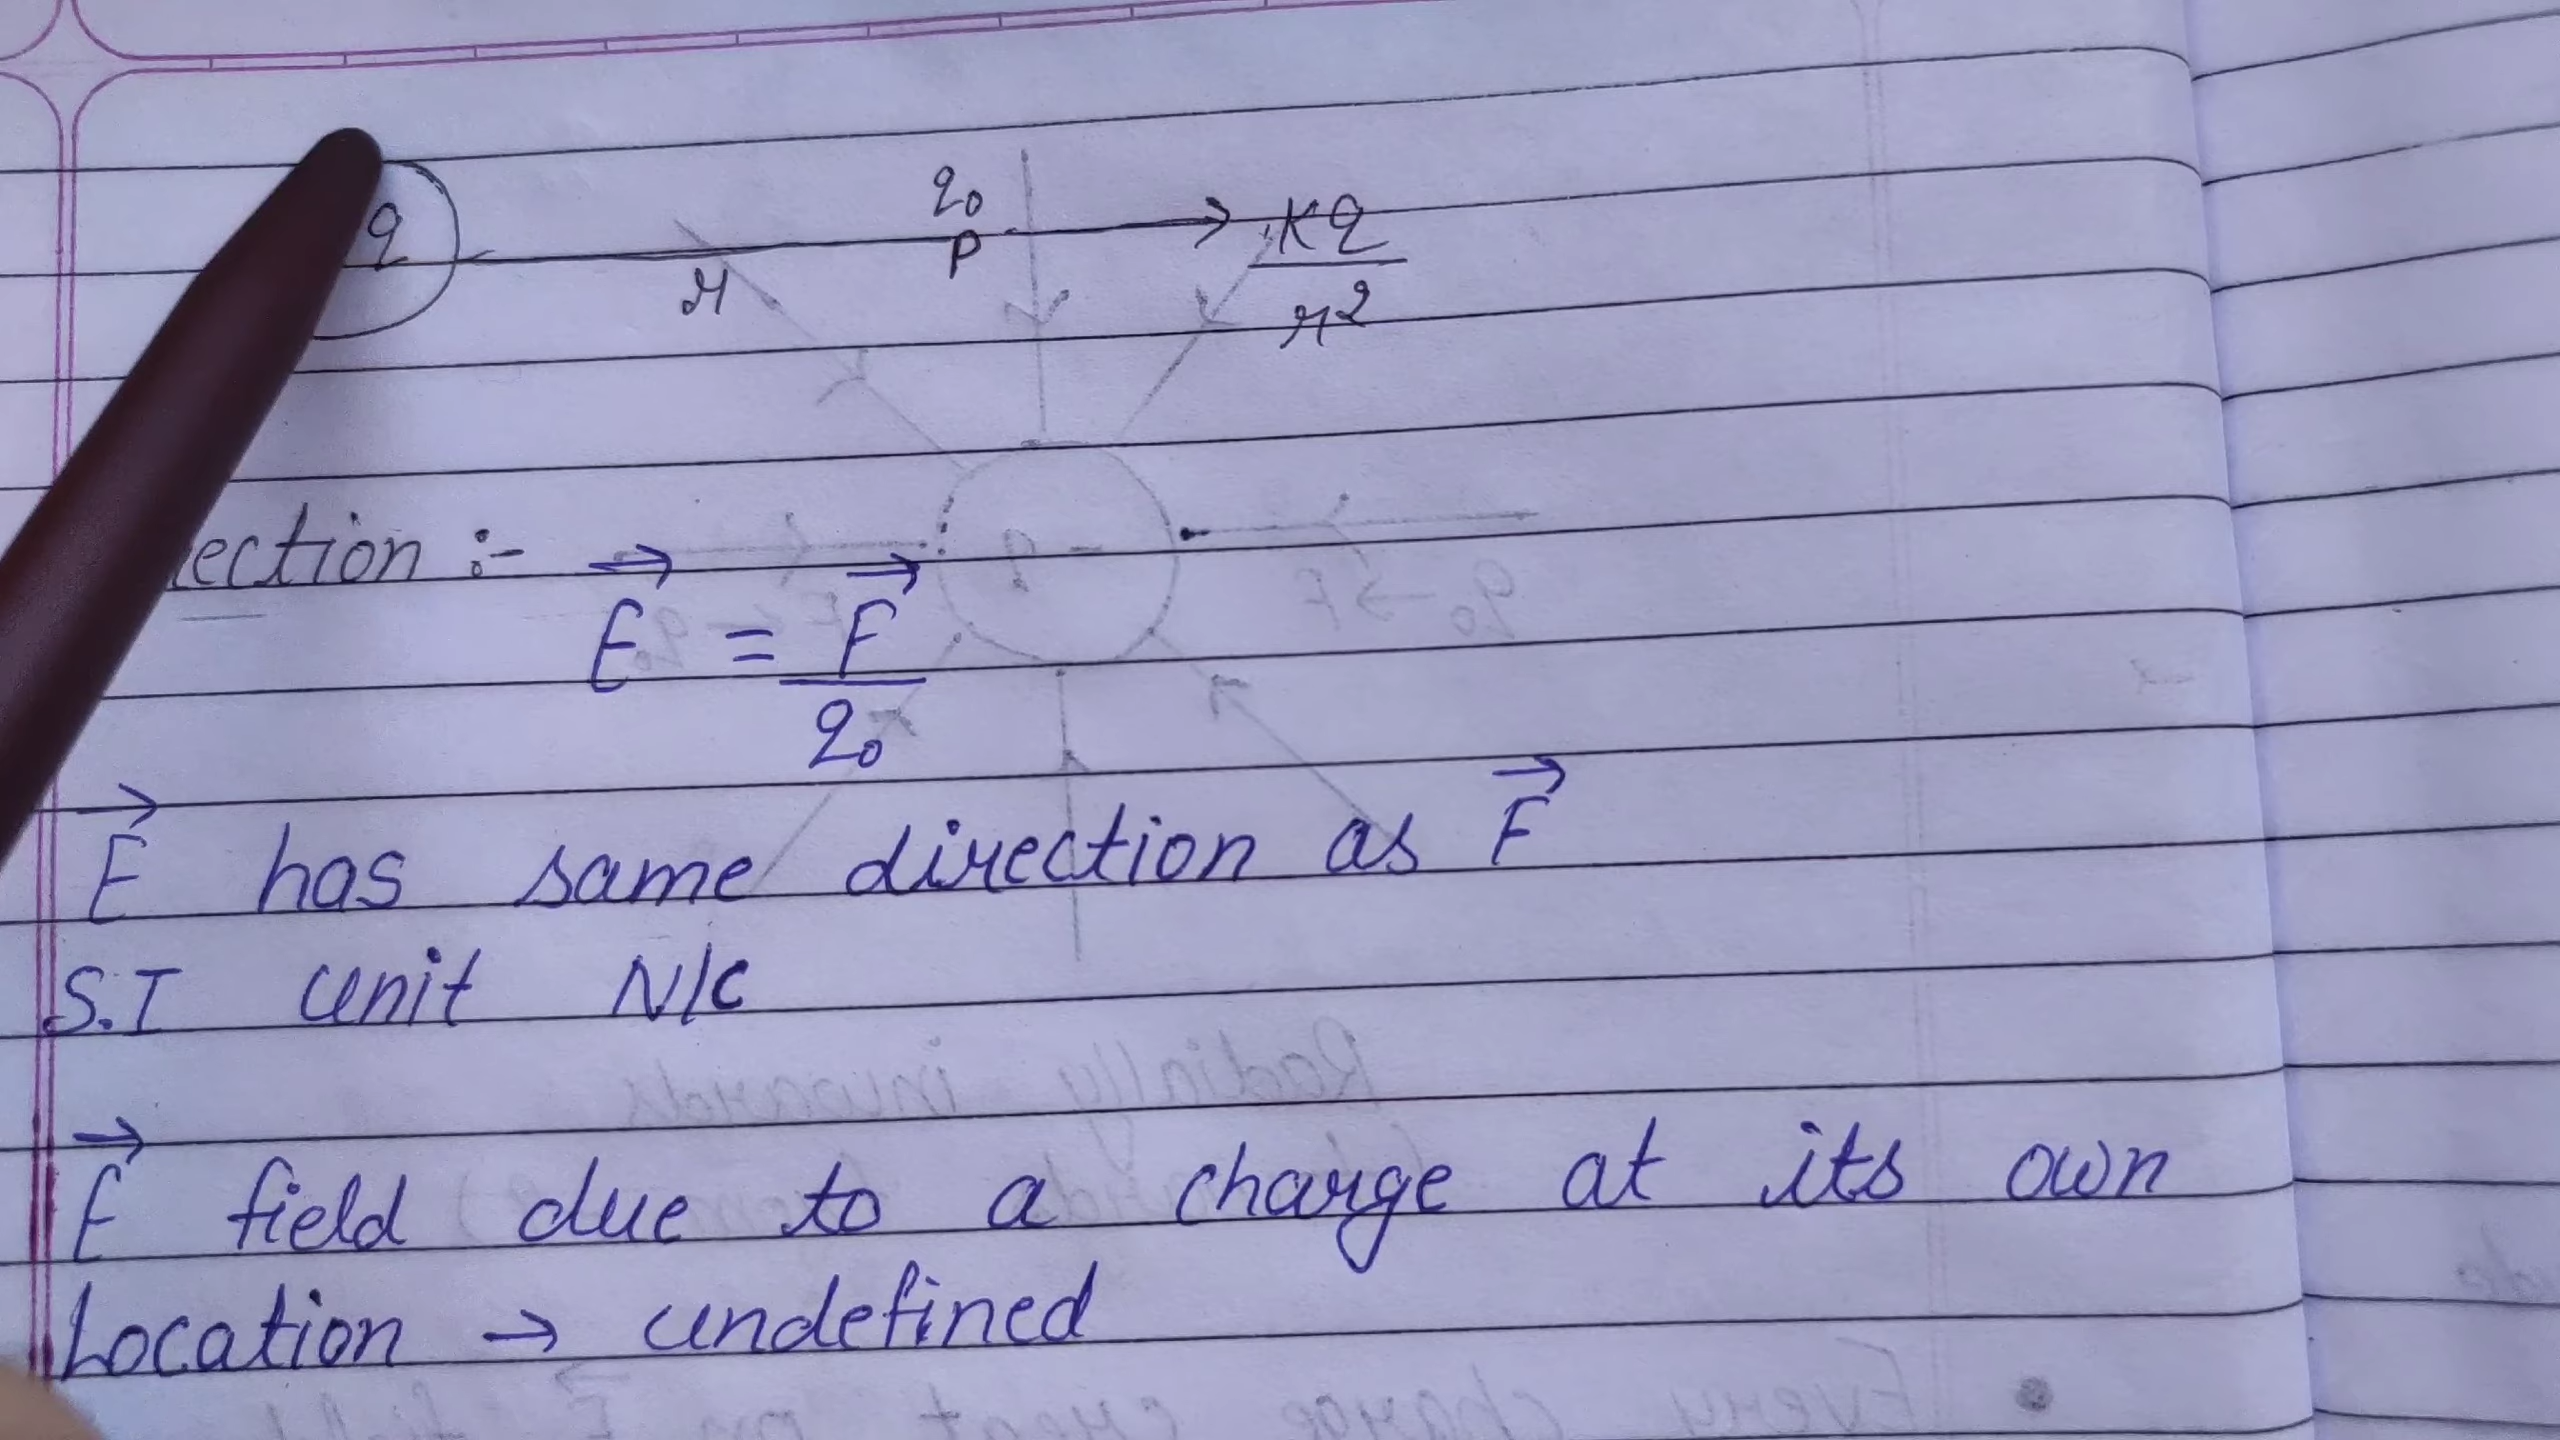 q
q₀
P
r
Kq
r²
ection :-
E = F
q₀
E has same direction as F
S.I unit N/C
E field due to a charge at its own
Location → undefined